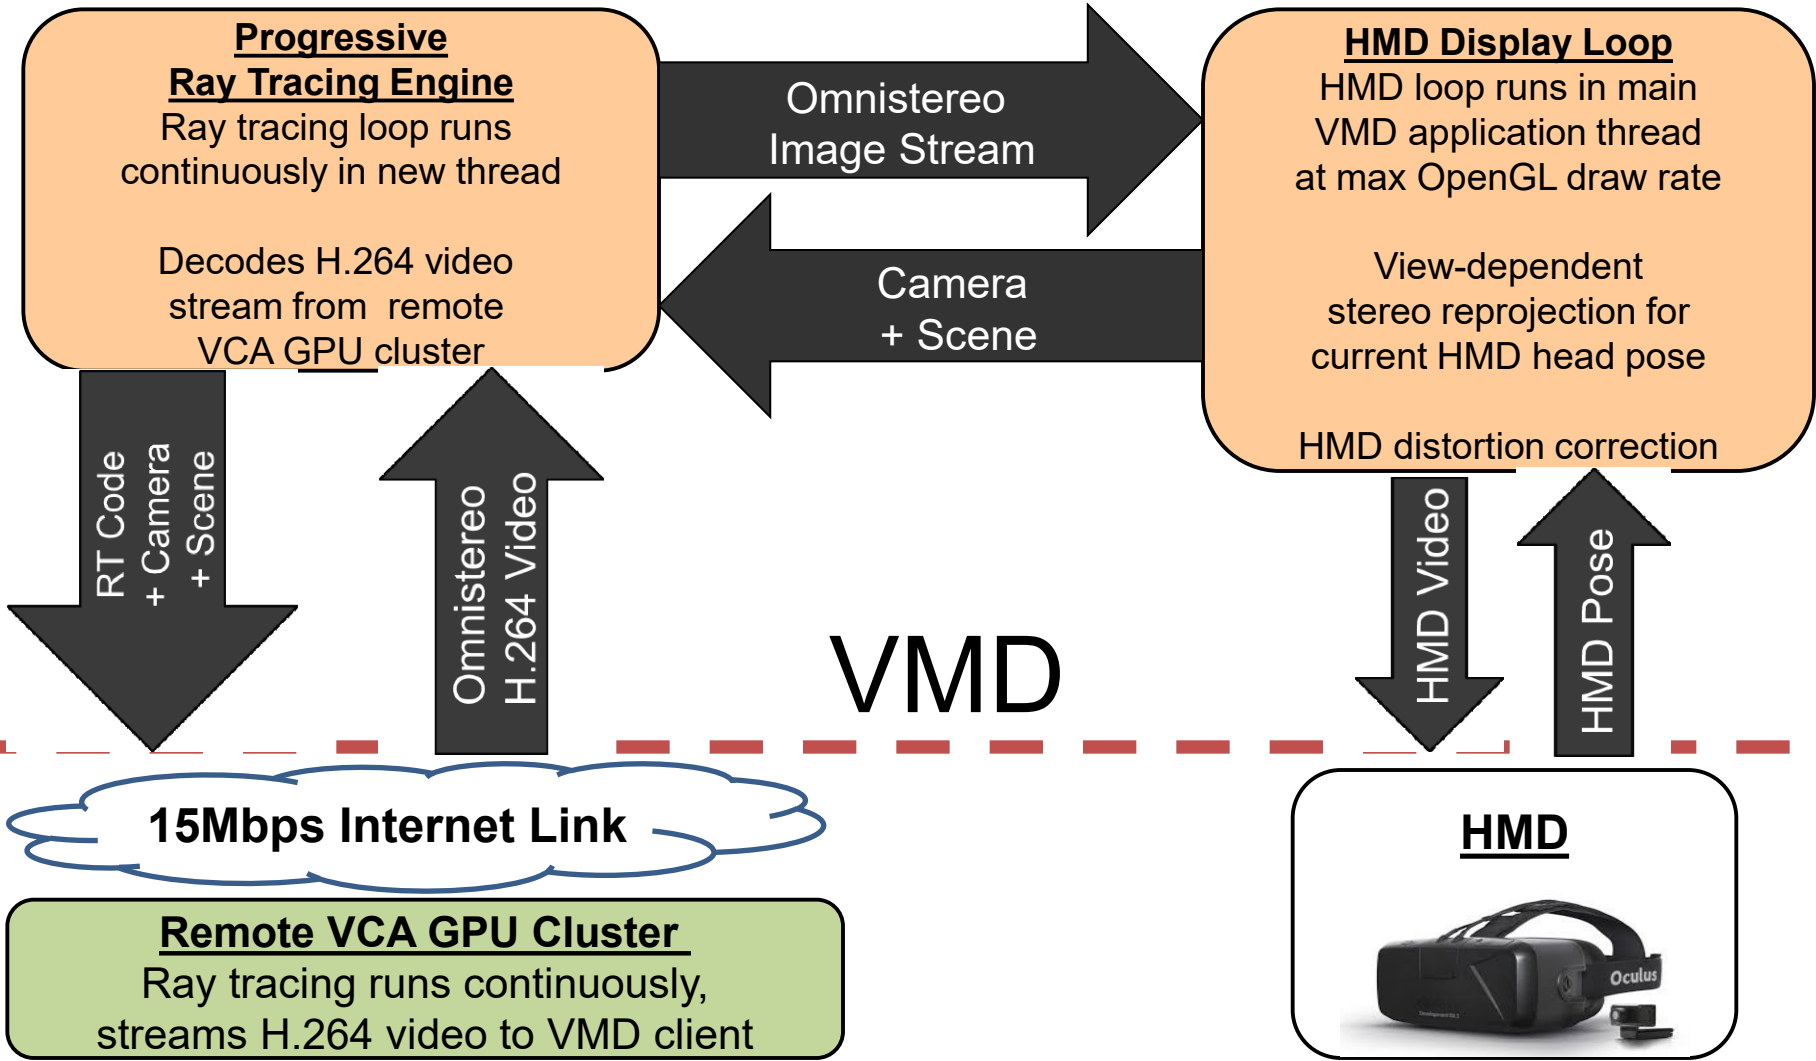 Progressive
Ray Tracing Engine
Ray tracing loop runs
continuously in new thread
Decodes H.264 video
stream from remote
VCA GPU cluster
Omnistereo
Image Stream
Camera
+ Scene
HMD Display Loop
HMD loop runs in main
VMD application thread
at max OpenGL draw rate
View-dependent
stereo reprojection for
current HMD head pose
HMD distortion correction
RT Code
+ Camera
+ Scene
Omnistereo
H.264 Video
VMD
HMD Video
HMD Pose
15Mbps Internet Link
Remote VCA GPU Cluster
Ray tracing runs continuously,
streams H.264 video to VMD client
HMD
Oculus